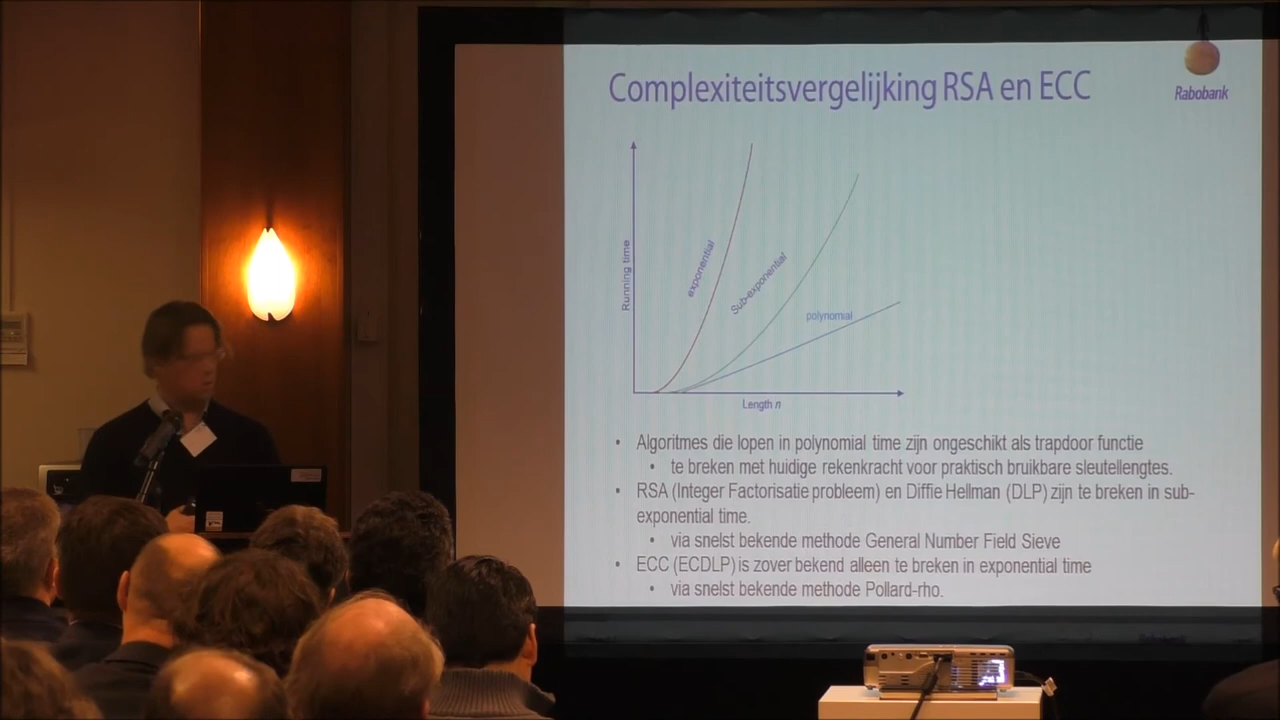 Complexiteitsvergelijking RSA en ECC
Rabobank
Running time
exponential
Sub-exponential
polynomial
Length n
• Algoritmes die lopen in polynomial time zijn ongeschikt als trapdoor functie
• te breken met huidige rekenkracht voor praktisch bruikbare sleutellengtes.
• RSA (Integer Factorisatie probleem) en Diffie Hellman (DLP) zijn te breken in sub-
exponential time.
• via snelst bekende methode General Number Field Sieve
• ECC (ECDLP) is zover bekend alleen te breken in exponential time
• via snelst bekende methode Pollard-rho.